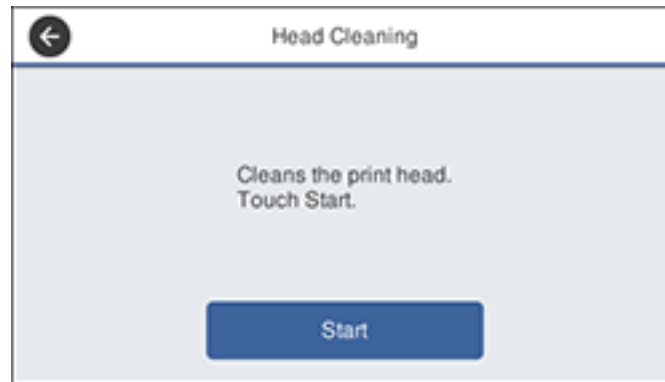 Head Cleaning
Cleans the print head.
Touch Start.
Start